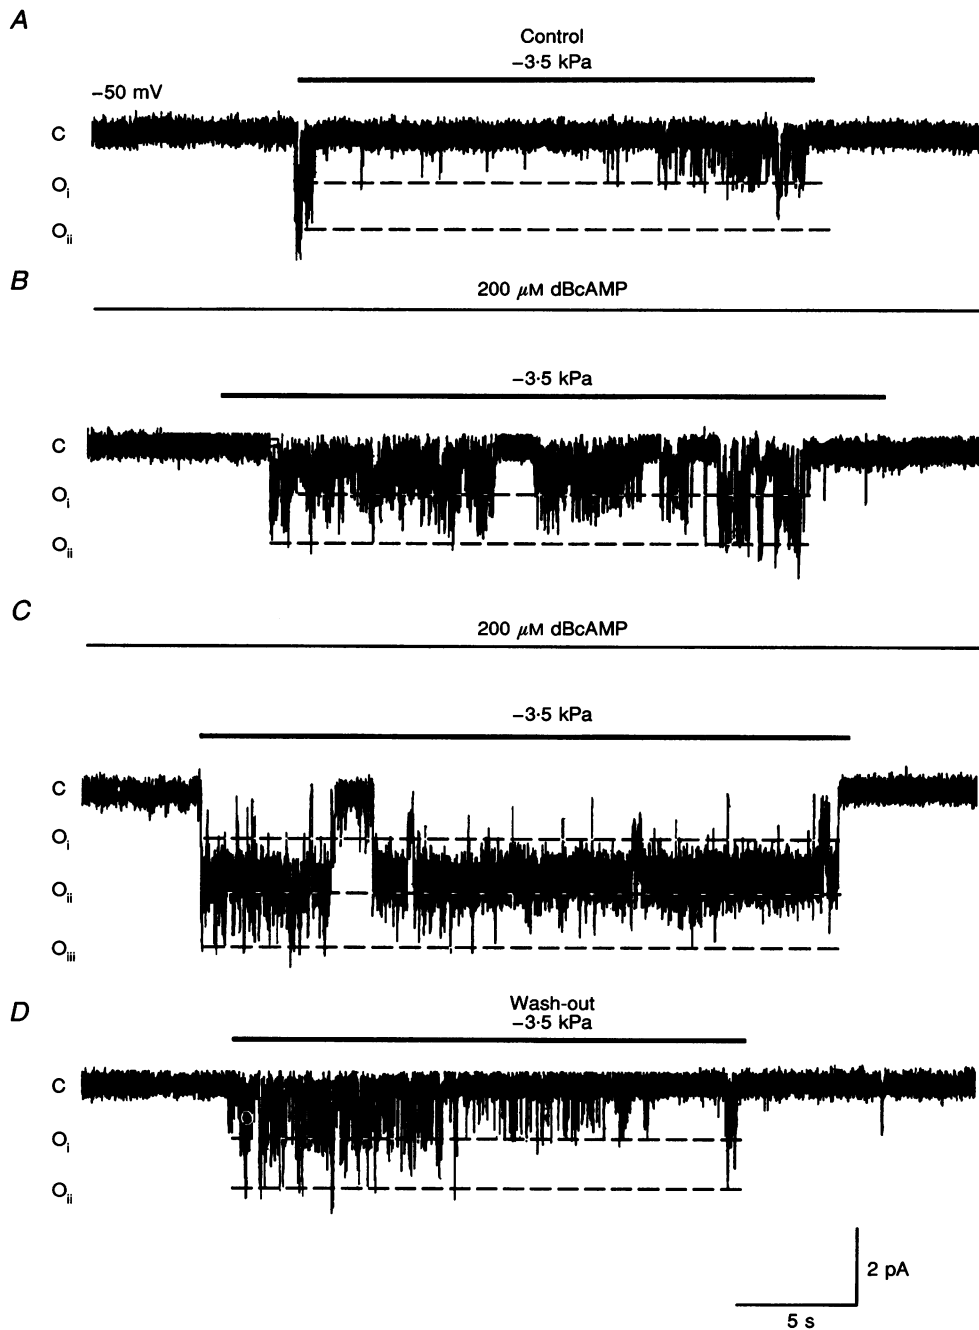 A
Control
−3·5 kPa
−50 mV
C
Oi
Oii
B
200 μM dBcAMP
−3·5 kPa
C
Oi
Oii
C
200 μM dBcAMP
−3·5 kPa
C
Oi
Oii
Oiii
D
Wash-out
−3·5 kPa
C
Oi
Oii
2 pA
5 s